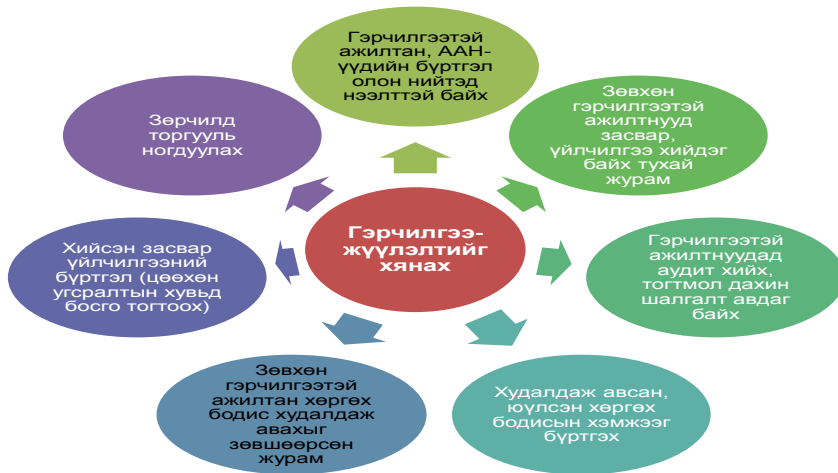 Гэрчилгээтэй
ажилтан, ААН-
үүдийн бүртгэл
олон нийтэд
нээлттэй байх
Зөвхөн
гэрчилгээтэй
ажилтнууд
засвар,
үйлчилгээ хийдэг
байх тухай
журам
Гэрчилгээтэй
ажилтнуудад
аудит хийх,
тогтмол дахин
шалгалт авдаг
байх
Худалдаж авсан,
юүлсэн хөргөх
бодисын хэмжээг
бүртгэх
Зөвхөн
гэрчилгээтэй
ажилтан хөргөх
бодис худалдаж
авахыг
зөвшөөрсөн
журам
Хийсэн засвар
үйлчилгээний
бүртгэл (цөөхөн
угсралтын хувьд
босго тогтоох)
Зөрчилд
торгууль
ногдуулах
Гэрчилгээ-
жүүлэлтийг
хянах